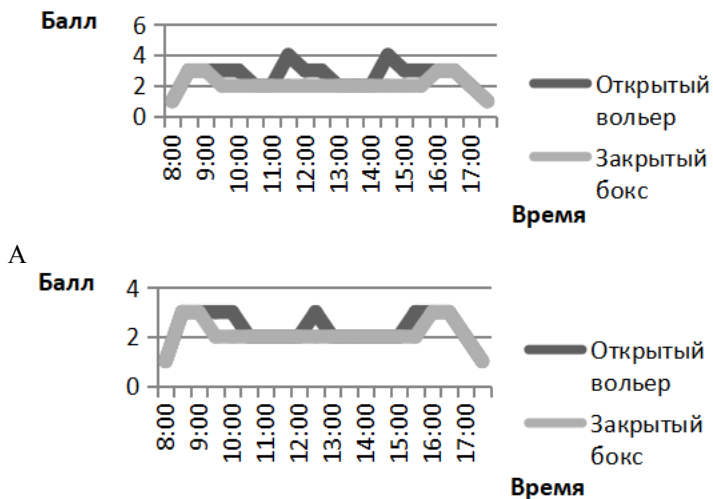 Балл
6
4
2
0
8:00
9:00
10:00
11:00
12:00
13:00
14:00
15:00
16:00
17:00
Открытый
вольер
Закрытый
бокс
Время
А
Балл
4
2
0
8:00
9:00
10:00
11:00
12:00
13:00
14:00
15:00
16:00
17:00
Открытый
вольер
Закрытый
бокс
Время